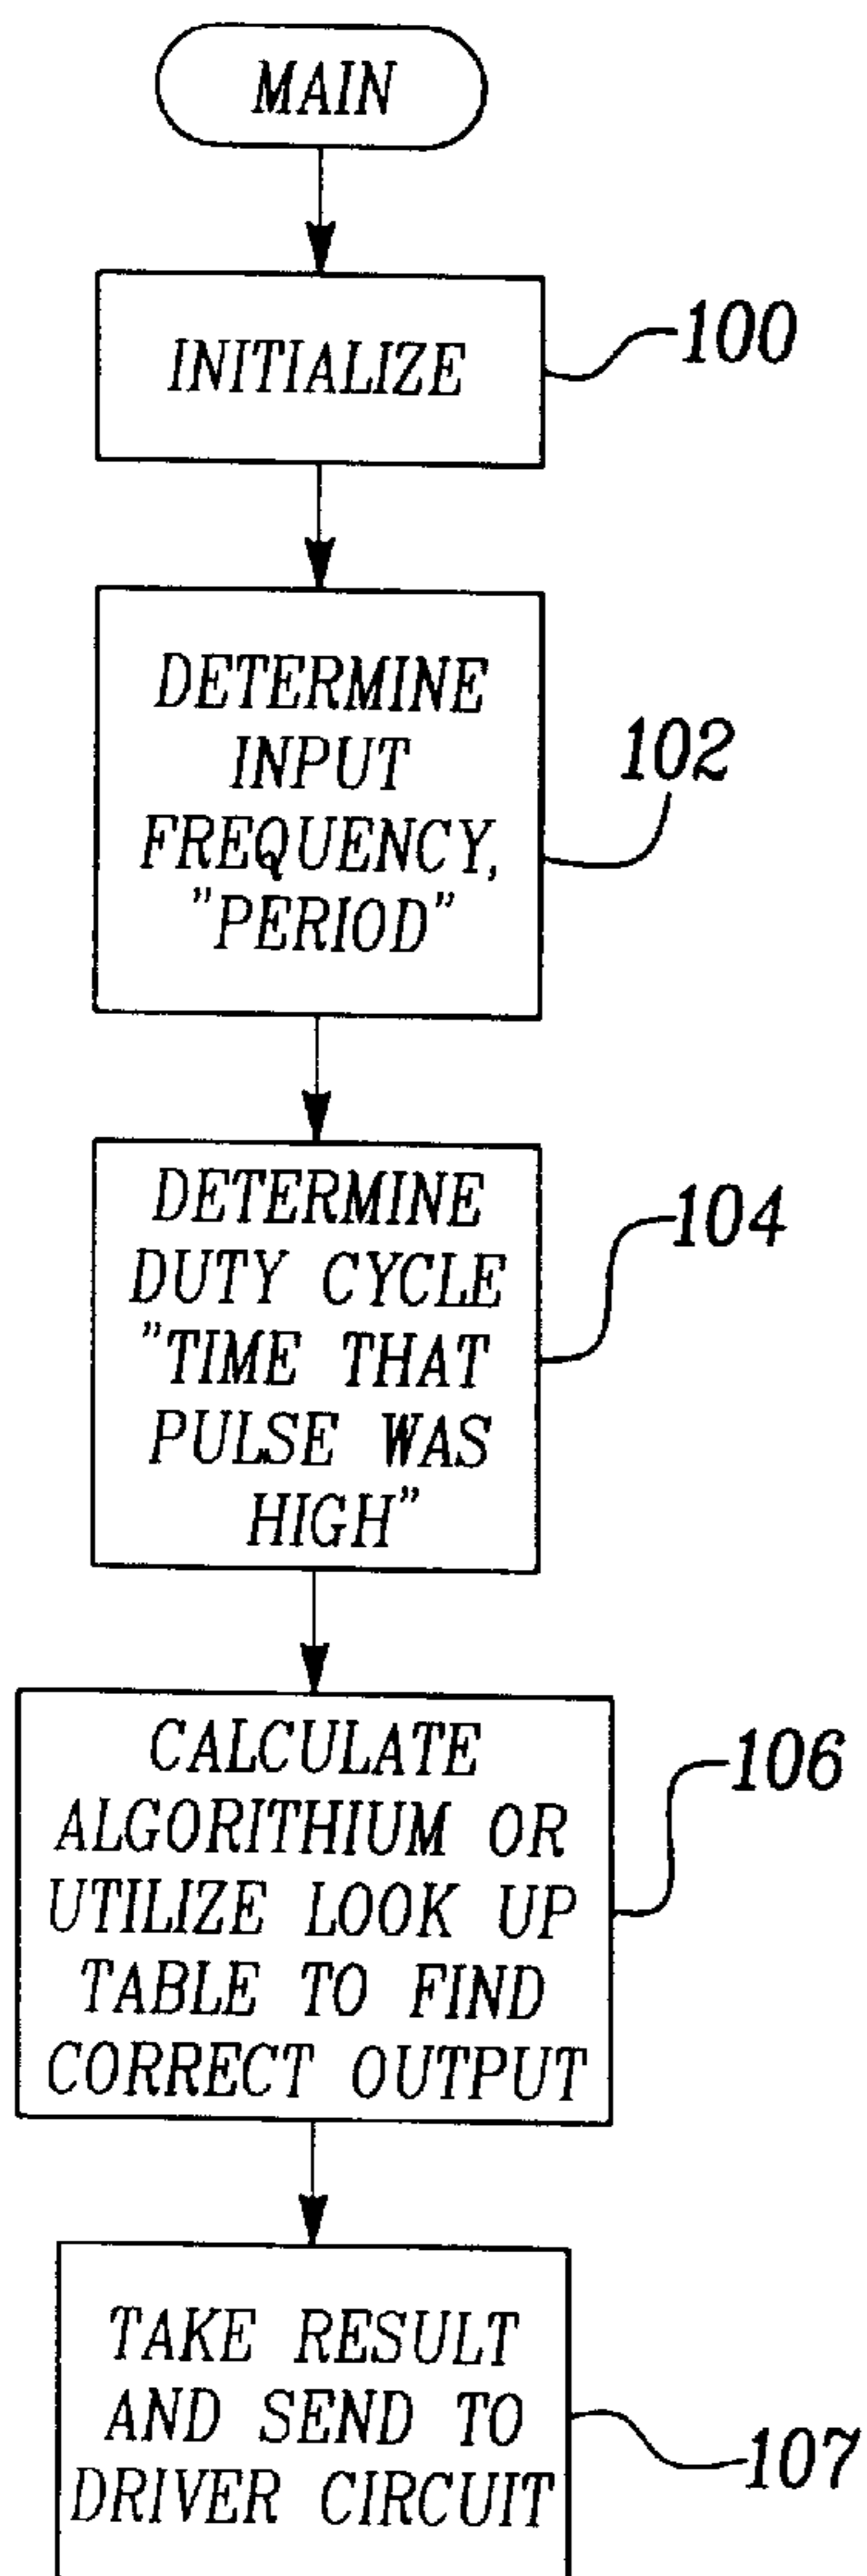 MAIN
INITIALIZE
100
DETERMINE
INPUT
FREQUENCY,
"PERIOD"
102
DETERMINE
DUTY CYCLE
"TIME THAT
PULSE WAS
HIGH"
104
CALCULATE
ALGORITHIUM OR
UTILIZE LOOK UP
TABLE TO FIND
CORRECT OUTPUT
106
TAKE RESULT
AND SEND TO
DRIVER CIRCUIT
107